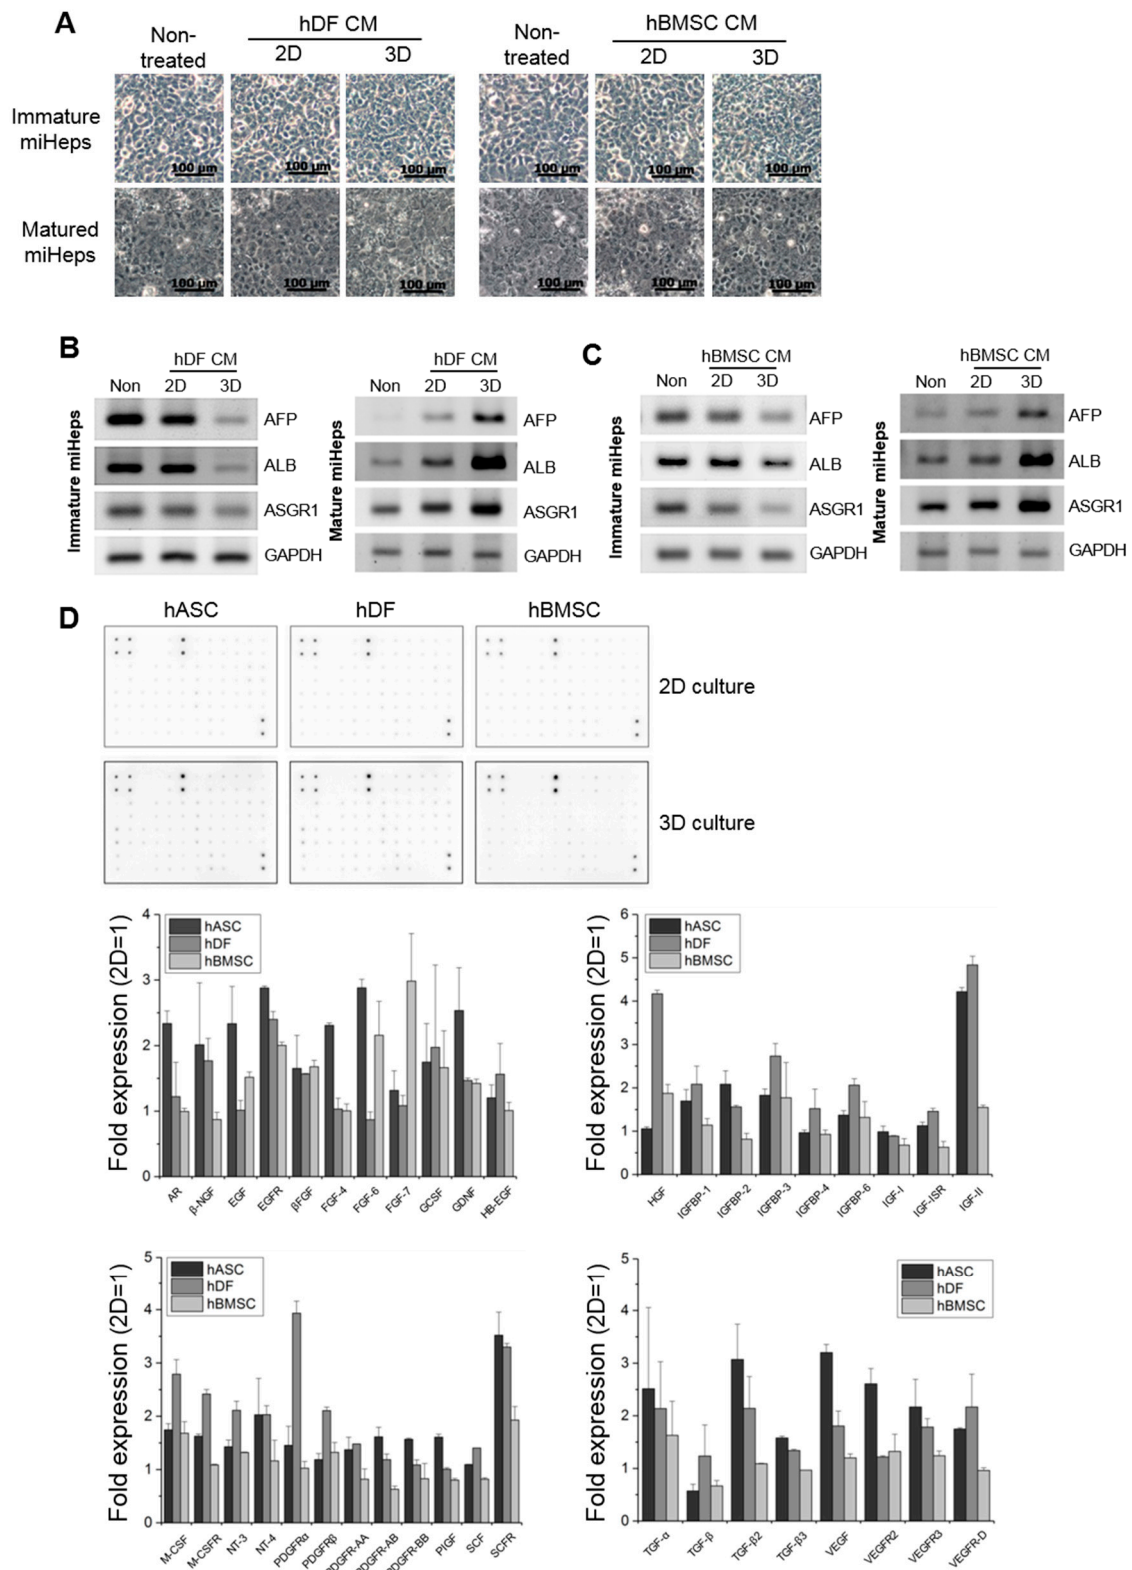 A
Non-treated
hDF CM
2D
3D
Non-treated
hBMSC CM
2D
3D
Immature miHeps
100 µm
100 µm
100 µm
100 µm
100 µm
100 µm
Matured miHeps
100 µm
100 µm
100 µm
100 µm
100 µm
100 µm
B
hDF CM
Non 2D 3D
Immature miHeps
AFP
ALB
ASGR1
GAPDH
hDF CM
Non 2D 3D
Mature miHeps
AFP
ALB
ASGR1
GAPDH
C
hBMSC CM
Non 2D 3D
Immature miHeps
AFP
ALB
ASGR1
GAPDH
hBMSC CM
Non 2D 3D
Mature miHeps
AFP
ALB
ASGR1
GAPDH
D
hASC hDF hBMSC
2D culture
3D culture
Fold expression (2D=1)
4
3
2
1
0
hASC
hDF
hBMSC
AR β-NGF EGF EGFR βFGF FGF-4 FGF-6 FGF-7 GCSF GDNF HB-EGF
Fold expression (2D=1)
6
5
4
3
2
1
0
hASC
hDF
hBMSC
HGF IGFBP-1 IGFBP-2 IGFBP-3 IGFBP-4 IGFBP-6 IGF-I IGF-ISR IGF-II
Fold expression (2D=1)
5
4
3
2
1
0
hASC
hDF
hBMSC
M-CSF M-CSFR NT-3 NT-4 PDGFRα PDGFRβ PDGFR-AA PDGFR-AB PDGFR-BB PlGF SCF SCFR
Fold expression (2D=1)
5
4
3
2
1
0
hASC
hDF
hBMSC
TGF-α TGF-β TGF-β2 TGF-β3 VEGF VEGFR2 VEGFR3 VEGFR-D